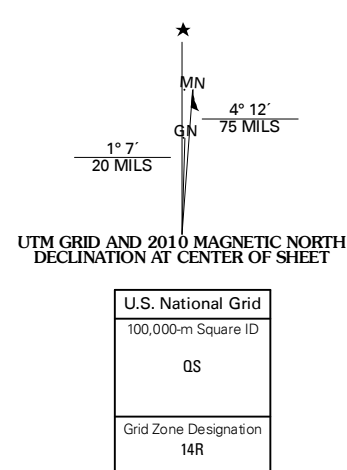 ★
MN
GN
4° 12´
75 MILS
1° 7´
20 MILS
UTM GRID AND 2010 MAGNETIC NORTH
DECLINATION AT CENTER OF SHEET
U.S. National Grid
100,000-m Square ID
QS
Grid Zone Designation
14R